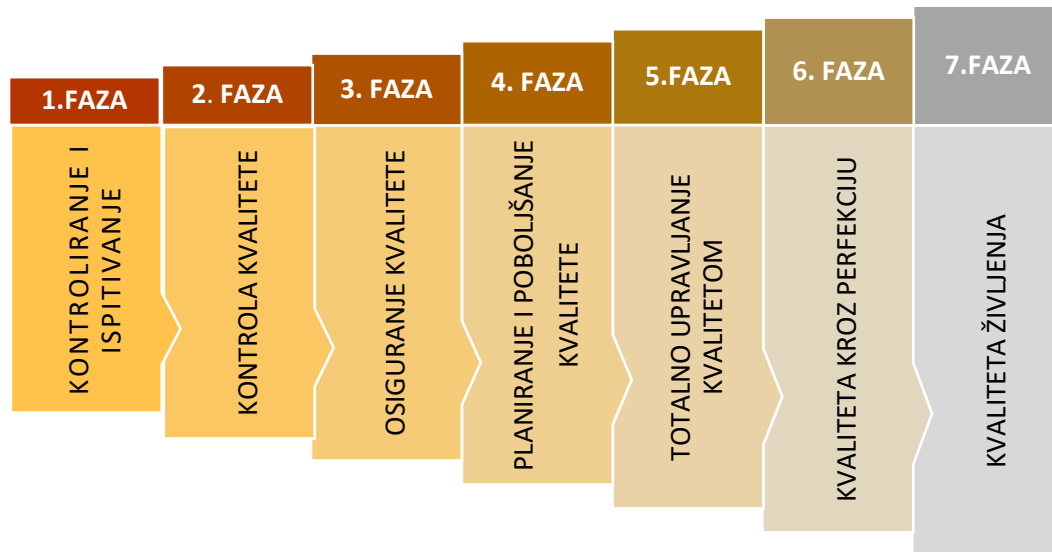 1.FAZA
KONTROLIRANJE I
ISPITIVANJE
2. FAZA
KONTROLA KVALITETE
3. FAZA
OSIGURANJE KVALITETE
4. FAZA
PLANIRANJE I POBOLJŠANJE
KVALITETE
5.FAZA
TOTALNO UPRAVLJANJE
KVALITETOM
6. FAZA
KVALITETA KROZ PERFEKCIJU
7.FAZA
KVALITETA ŽIVLJENJA